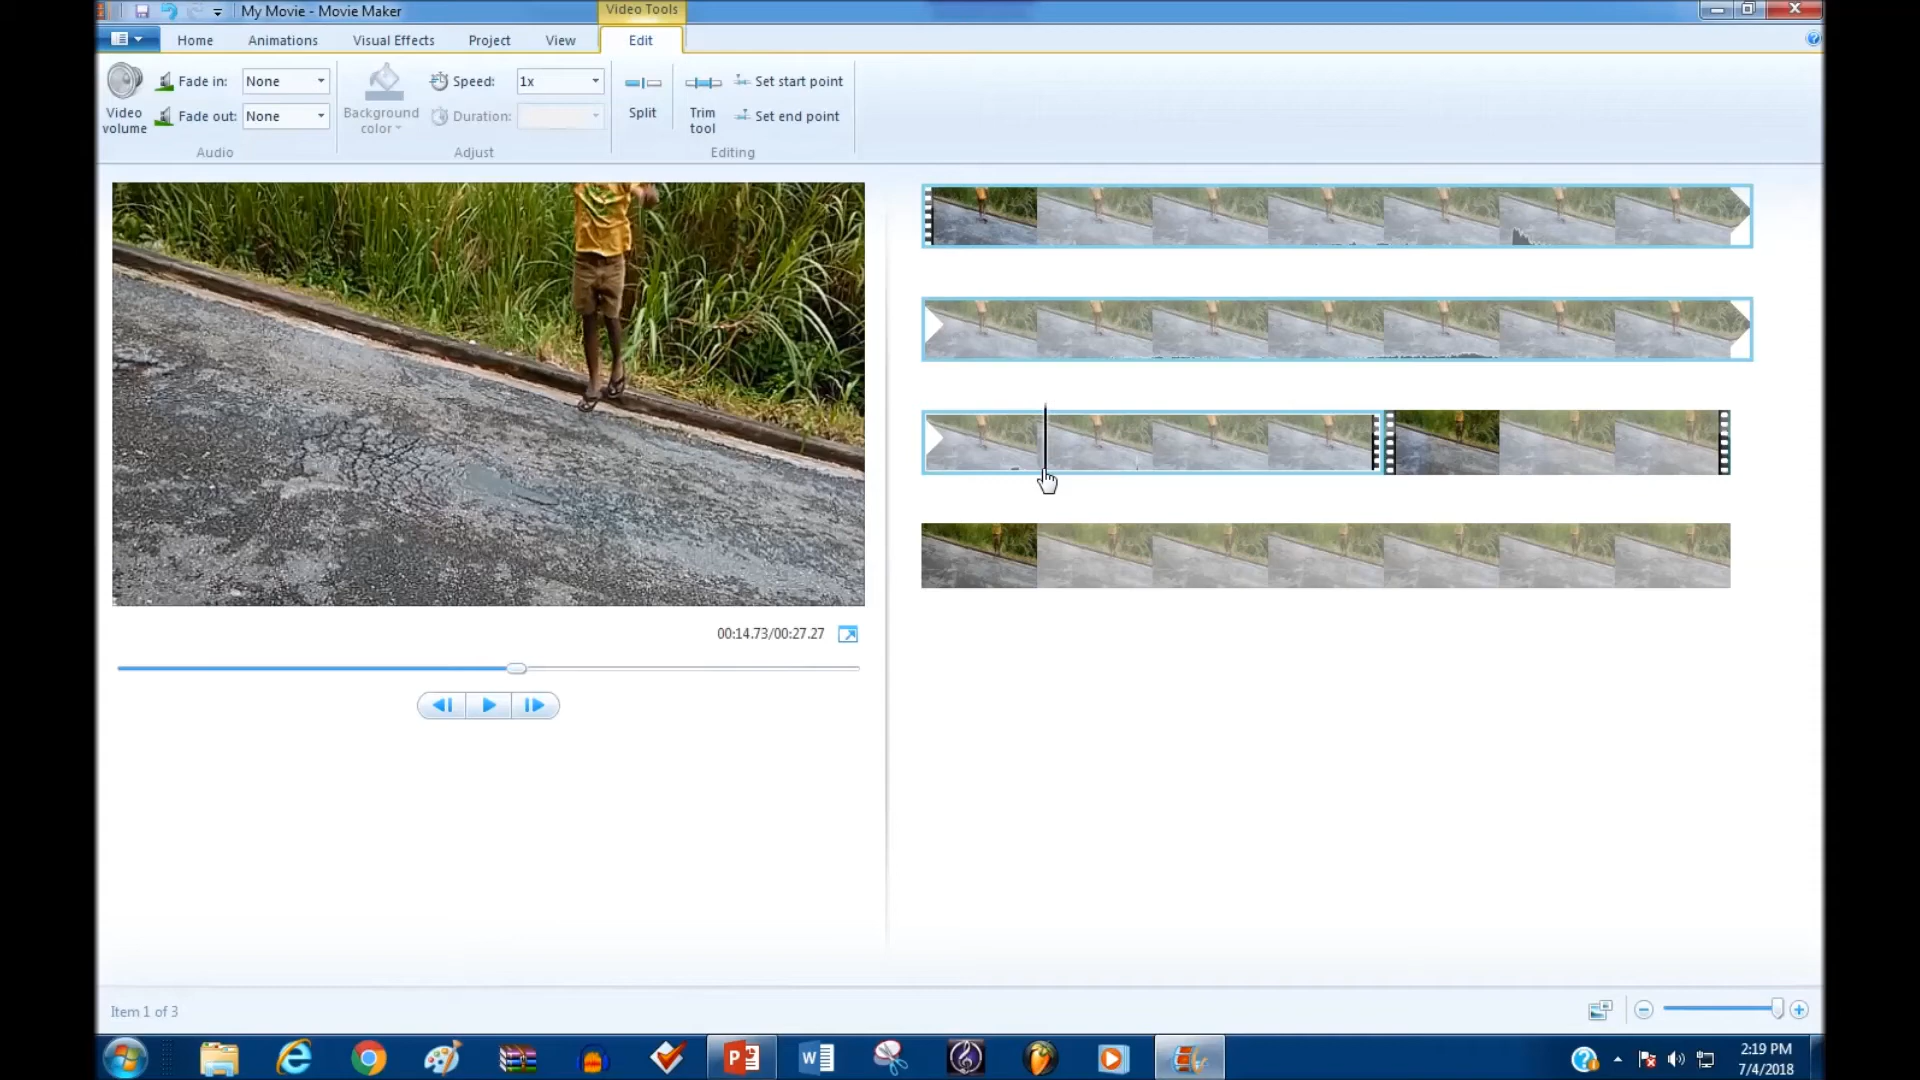 My Movie - Movie Maker
Video Tools
Home
Animations
Visual Effects
Project
View
Edit
Video volume
Fade in: None
Fade out: None
Audio
Background color
Speed: 1x
Duration:
Adjust
Split
Trim tool
Set start point
Set end point
Editing
00:14.73/00:27.27
Item 1 of 3
2:19 PM
7/4/2018